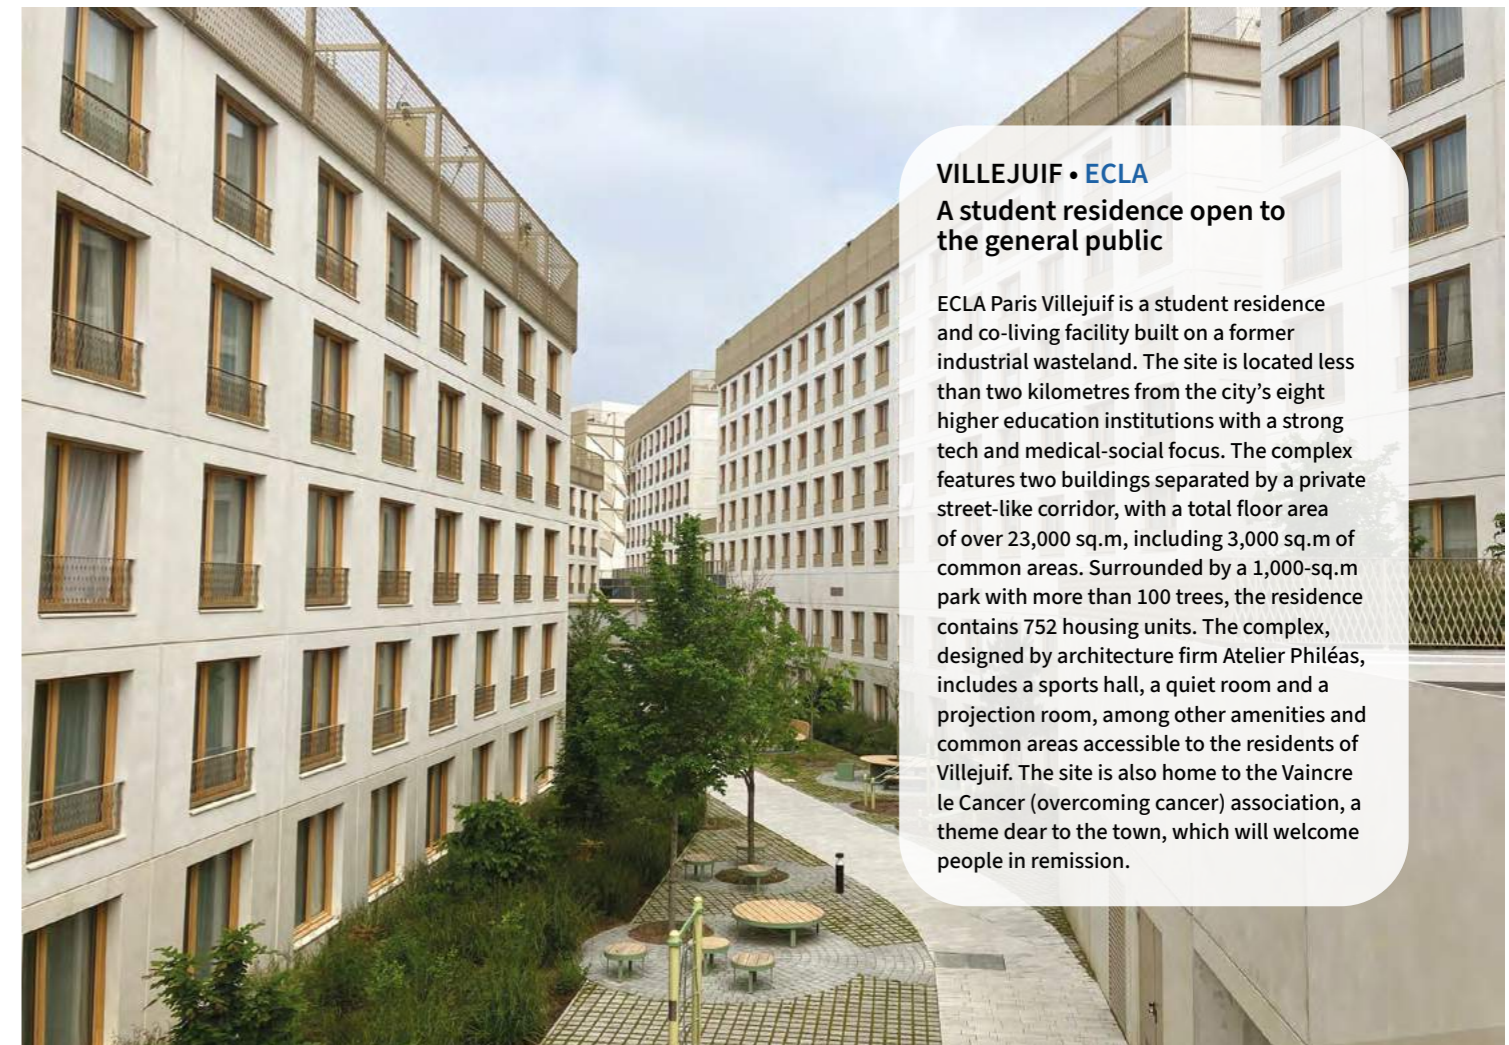 VILLEJUIF • ECLA
A student residence open to
the general public
ECLA Paris Villejuif is a student residence
and co-living facility built on a former
industrial wasteland. The site is located less
than two kilometres from the city’s eight
higher education institutions with a strong
tech and medical-social focus. The complex
features two buildings separated by a private
street-like corridor, with a total floor area
of over 23,000 sq.m, including 3,000 sq.m of
common areas. Surrounded by a 1,000-sq.m
park with more than 100 trees, the residence
contains 752 housing units. The complex,
designed by architecture firm Atelier Philéas,
includes a sports hall, a quiet room and a
projection room, among other amenities and
common areas accessible to the residents of
Villejuif. The site is also home to the Vaincre
le Cancer (overcoming cancer) association, a
theme dear to the town, which will welcome
people in remission.